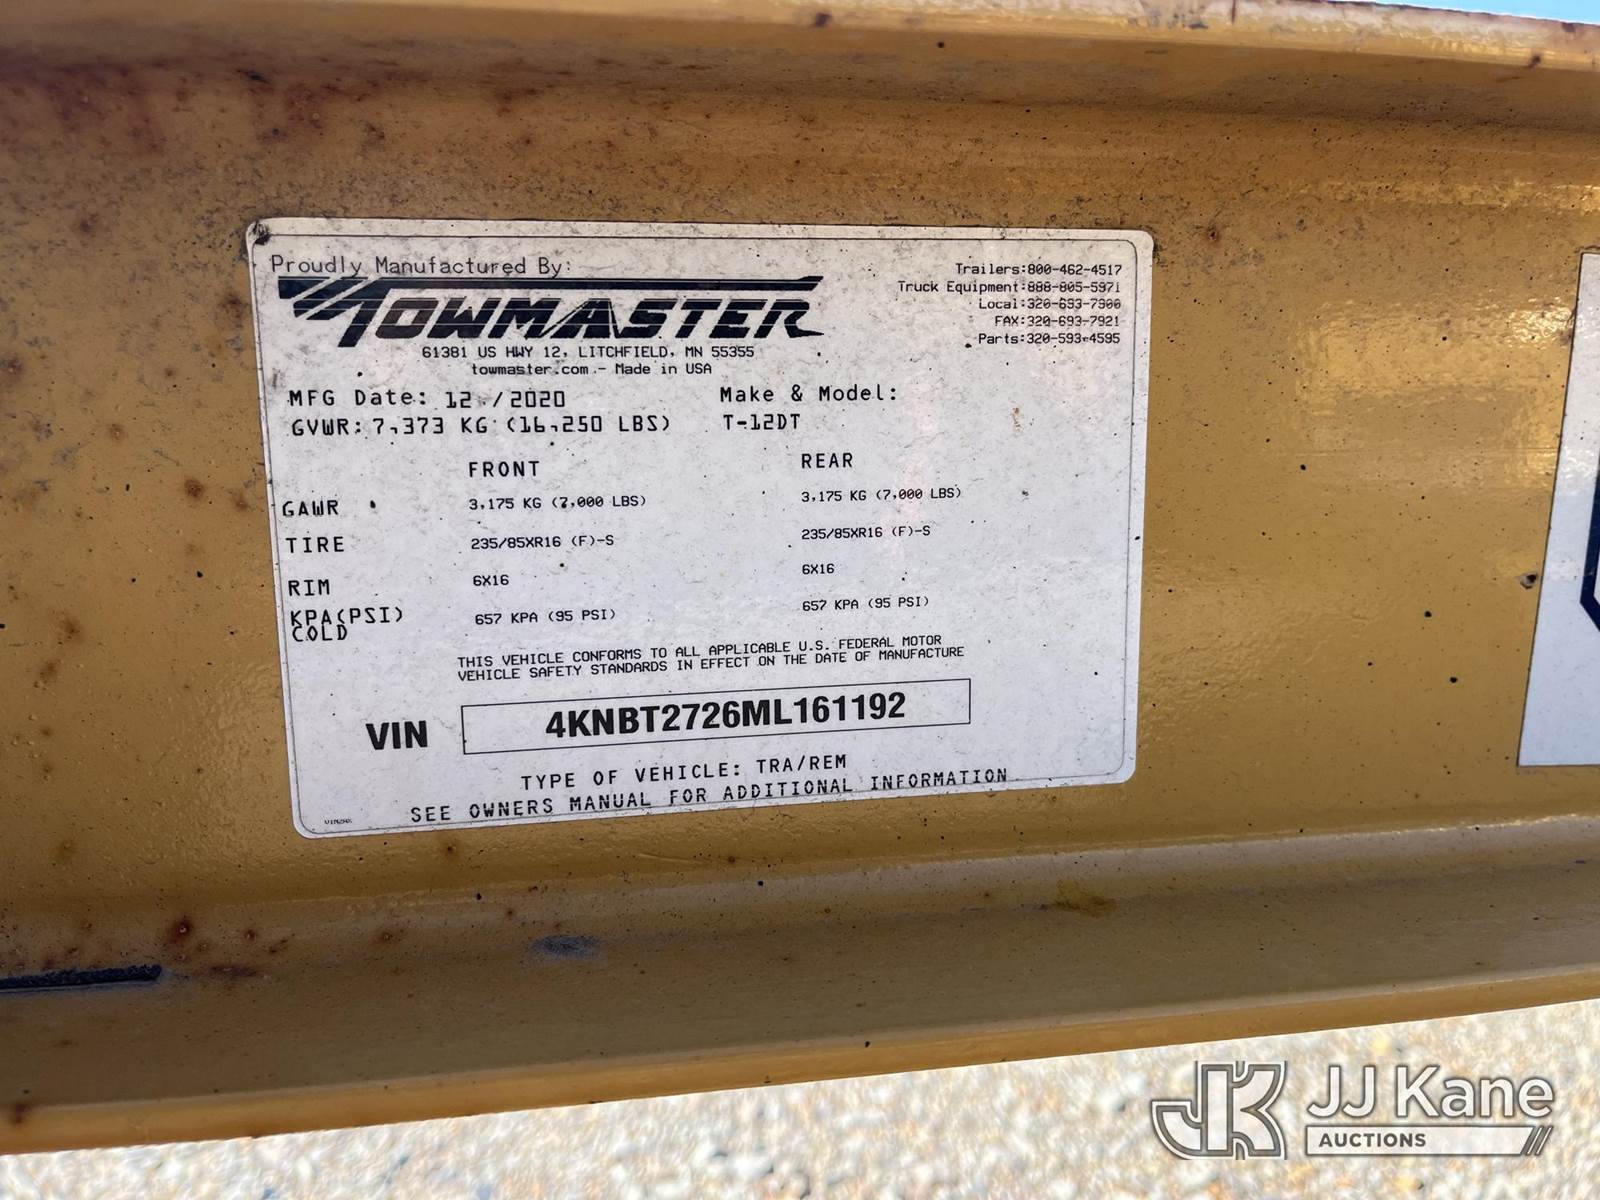 Proudly Manufactured By:
TOWMASTER
61381 US HWY 12, LITCHFIELD, MN 55355
towmaster.com - Made in USA
Trailers:800-462-4517
Truck Equipment:888-805-5971
Local:320-693-7900
FAX:320-693-7921
Parts:320-593-4595
MFG Date: 12 /2020
Make & Model:
GVWR: 7,373 KG (16,250 LBS)
T-12DT
FRONT
REAR
GAWR 3,175 KG (7,000 LBS) 3,175 KG (7,000 LBS)
TIRE 235/85XR16 (F)-S 235/85XR16 (F)-S
RIM 6X16 6X16
KPA(PSI) 657 KPA (95 PSI) 657 KPA (95 PSI)
COLD
THIS VEHICLE CONFORMS TO ALL APPLICABLE U.S. FEDERAL MOTOR
VEHICLE SAFETY STANDARDS IN EFFECT ON THE DATE OF MANUFACTURE
VIN 4KNBT2726ML161192
TYPE OF VEHICLE: TRA/REM
SEE OWNERS MANUAL FOR ADDITIONAL INFORMATION
JK JJ Kane
AUCTIONS